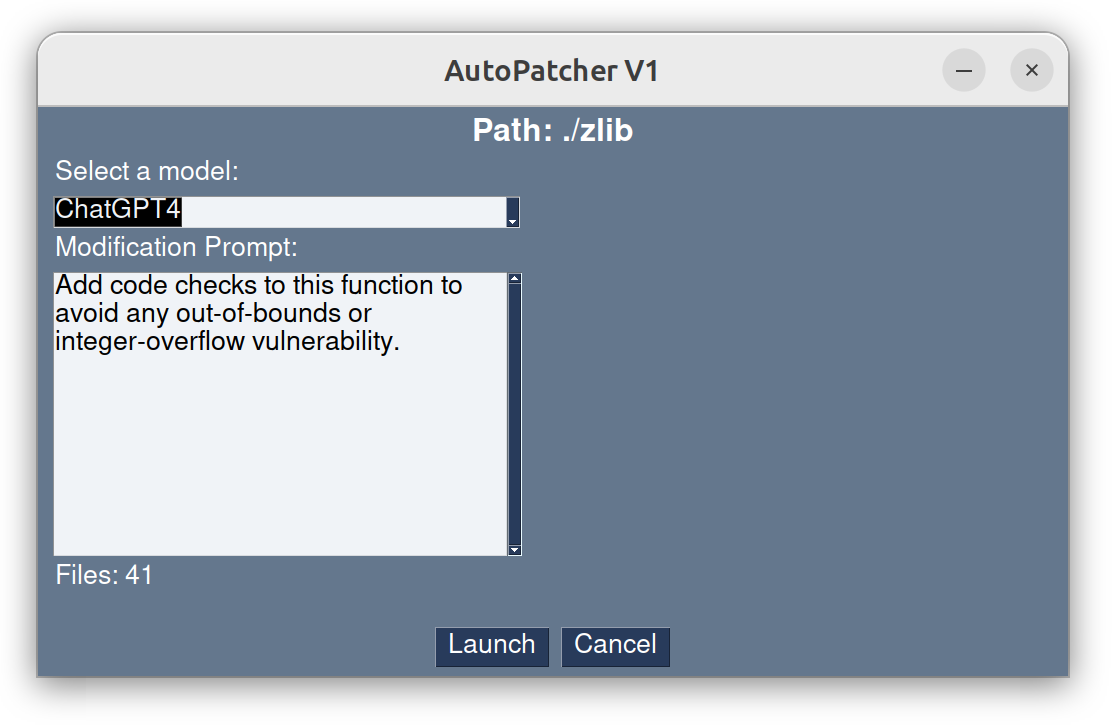 AutoPatcher V1
Path: ./zlib
Select a model:
ChatGPT4
Modification Prompt:
Add code checks to this function to
avoid any out-of-bounds or
integer-overflow vulnerability.
Files: 41
Launch Cancel